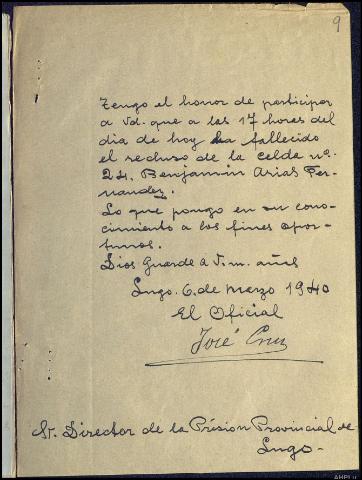 9
Tengo el honor de participar
a Vd. que a las 17 horas del
dia de hoy ha fallecido
el recluso de la celda nº.
24. Benjamin Arias Fer-
nandez.
Lo que pongo en su cono-
cimiento a los fines opor-
tunos.
Dios Guarde a V. m. años
Lugo. 6. de marzo 1940
El Oficial
José Cruz
Sr. Director de la Prision Provincial de
Lugo.-